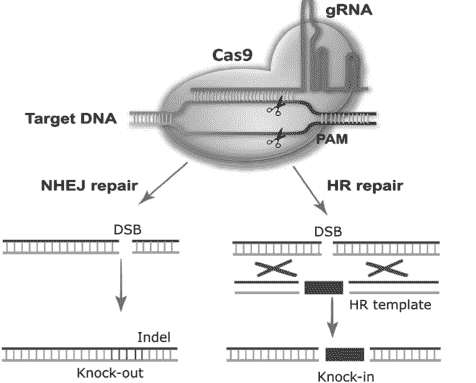 gRNA
Cas9
Target DNA
PAM
NHEJ repair
HR repair
DSB
DSB
HR template
Indel
Knock-out
Knock-in